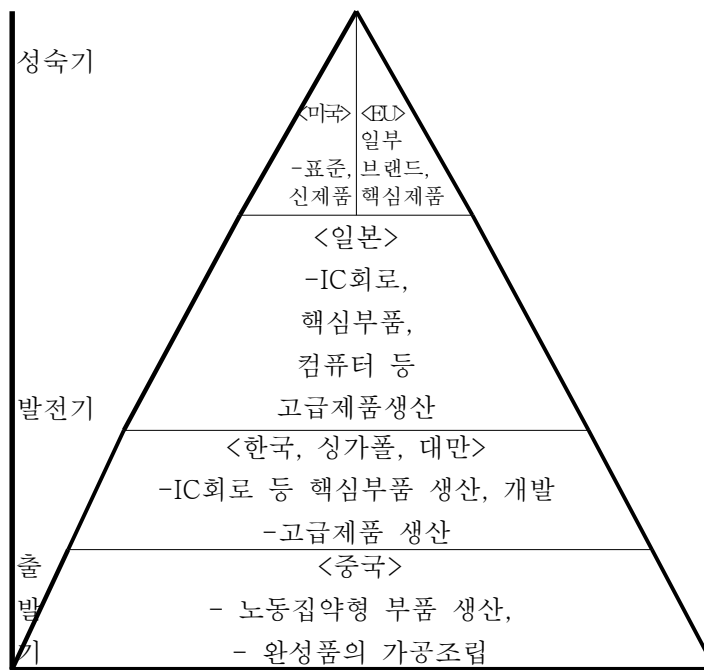 성숙기
<미국>
-표준,
신제품
<EU>
일부
브랜드,
핵심제품
<일본>
-IC회로,
핵심부품,
컴퓨터 등
고급제품생산
발전기
<한국, 싱가폴, 대만>
-IC회로 등 핵심부품 생산, 개발
-고급제품 생산
출
발
기
<중국>
- 노동집약형 부품 생산,
- 완성품의 가공조립